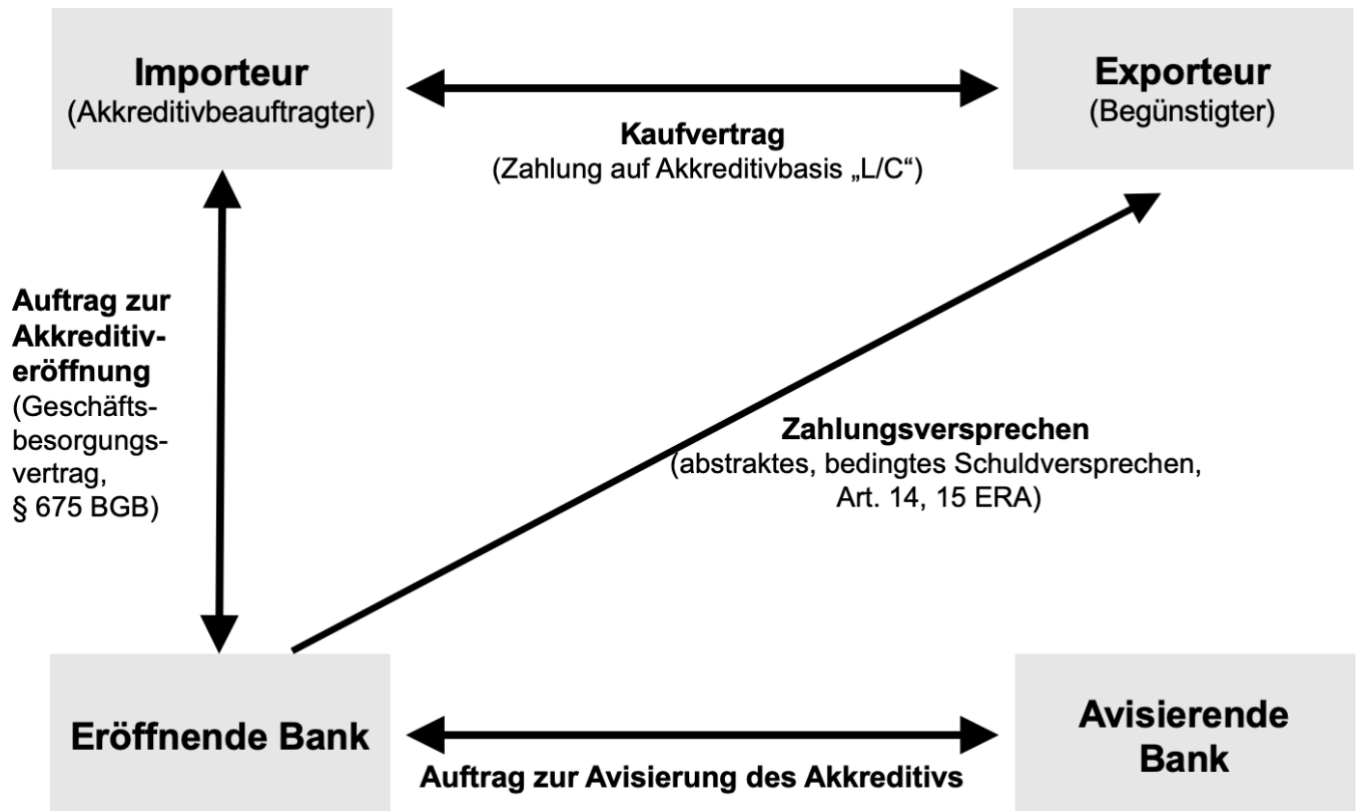 Importeur
(Akkreditivbeauftragter)
Exporteur
(Begünstigter)
Kaufvertrag
(Zahlung auf Akkreditivbasis „L/C“)
Auftrag zur
Akkreditiv-
eröffnung
(Geschäfts-
besorgungs-
vertrag,
§ 675 BGB)
Zahlungsversprechen
(abstraktes, bedingtes Schuldversprechen,
Art. 14, 15 ERA)
Eröffnende Bank
Avisierende
Bank
Auftrag zur Avisierung des Akkreditivs